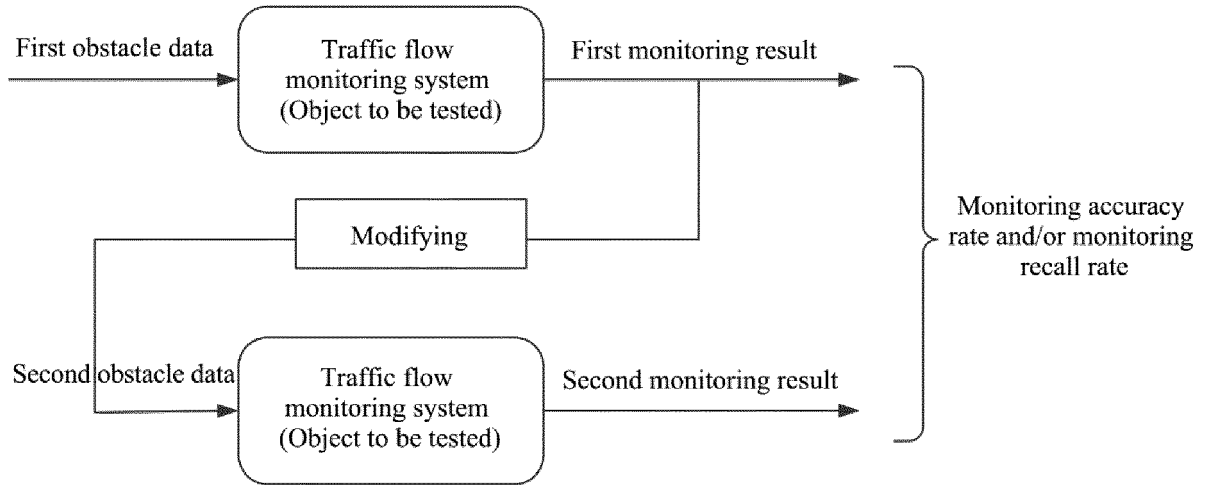 First obstacle data
Traffic flow
monitoring system
(Object to be tested)
First monitoring result
Modifying
Monitoring accuracy
rate and/or monitoring
recall rate
Second obstacle data
Traffic flow
monitoring system
(Object to be tested)
Second monitoring result